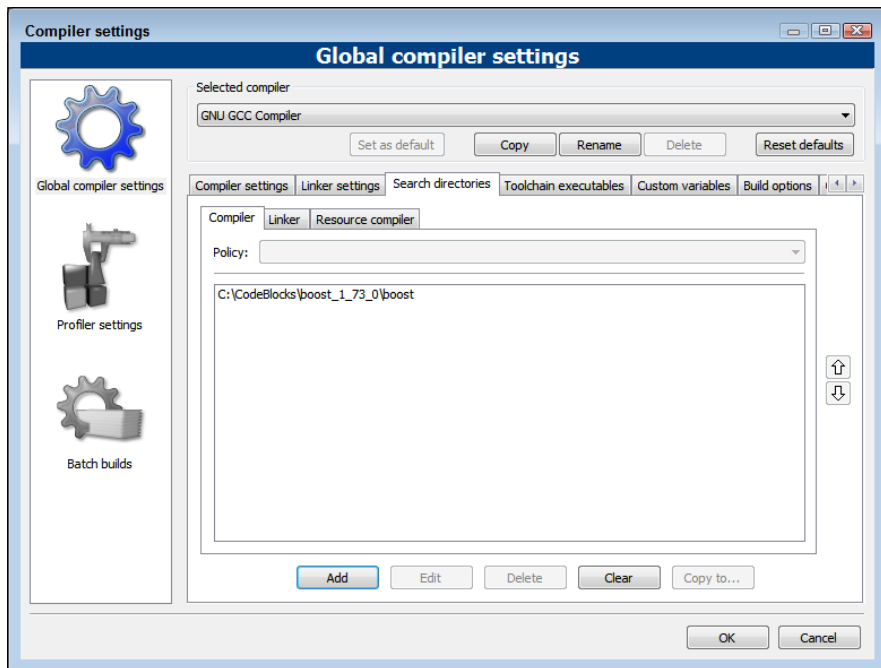 Compiler settings
Global compiler settings
Global compiler settings
Profiler settings
Batch builds
Selected compiler
GNU GCC Compiler
Set as default Copy Rename Delete Reset defaults
Compiler settings Linker settings Search directories Toolchain executables Custom variables Build options
Compiler Linker Resource compiler
Policy:
C:\CodeBlocks\boost_1_73_0\boost
Add Edit Delete Clear Copy to...
OK Cancel